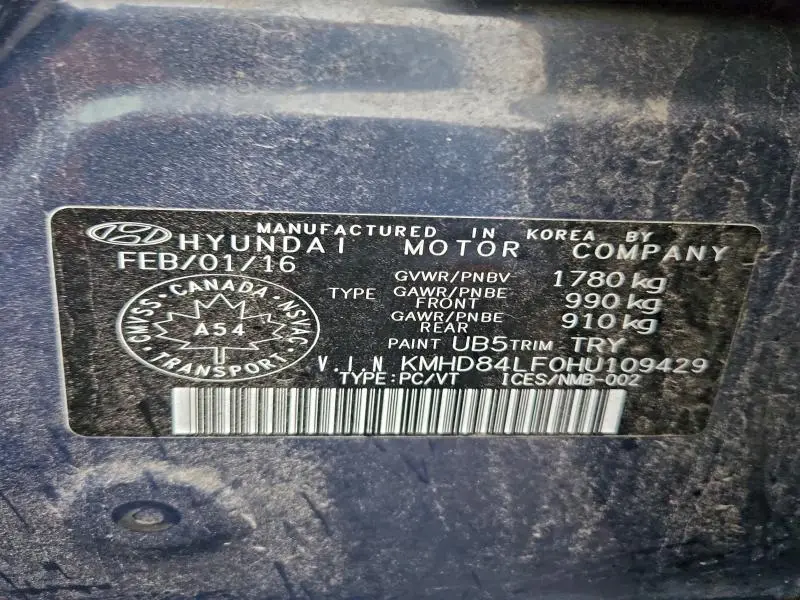 MANUFACTURED IN KOREA BY
HYUNDAI MOTOR COMPANY
FEB/01/16
GVWR/PNBV 1780 kg
TYPE GAWR/PNBE FRONT 990 kg
GAWR/PNBE REAR 910 kg
CMVSS · CANADA · NSVAC
A54
TRANSPORT
PAINT UB5 TRIM TRY
V.I.N KMHD84LF0HU109429
TYPE:PC/VT ICES/NMB-002